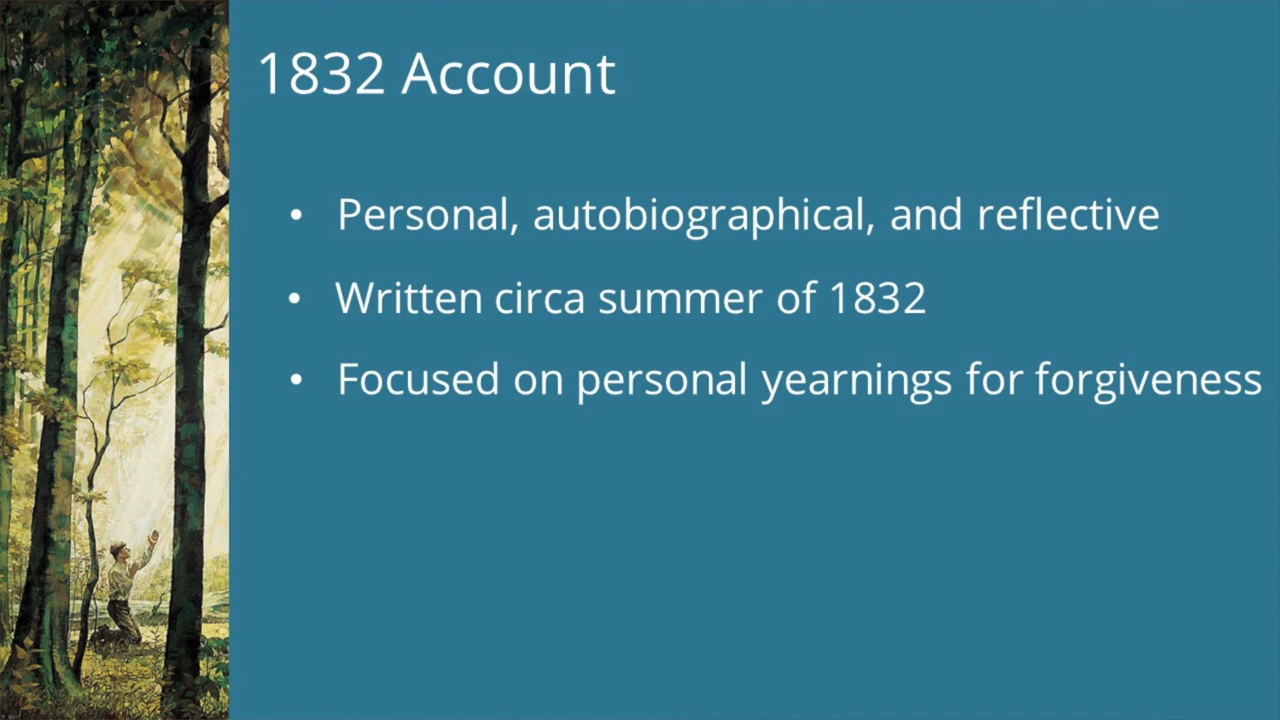 1832 Account
• Personal, autobiographical, and reflective
• Written circa summer of 1832
• Focused on personal yearnings for forgiveness